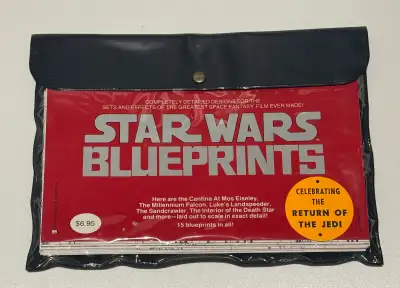 COMPLETELY DETAILED DESIGNS FOR THE
SETS AND EFFECTS OF THE GREATEST SPACE FANTASY FILM EVER MADE!
STAR WARS
BLUEPRINTS
Here are the Cantina At Mos Eiseley,
The Millennium Falcon, Luke's Landspeeder,
The Sandcrawler, The Interior of the Death Star
and more—laid out to scale in exact detail!
15 blueprints in all!
$6.95
CELEBRATING
THE
RETURN OF
THE JEDI